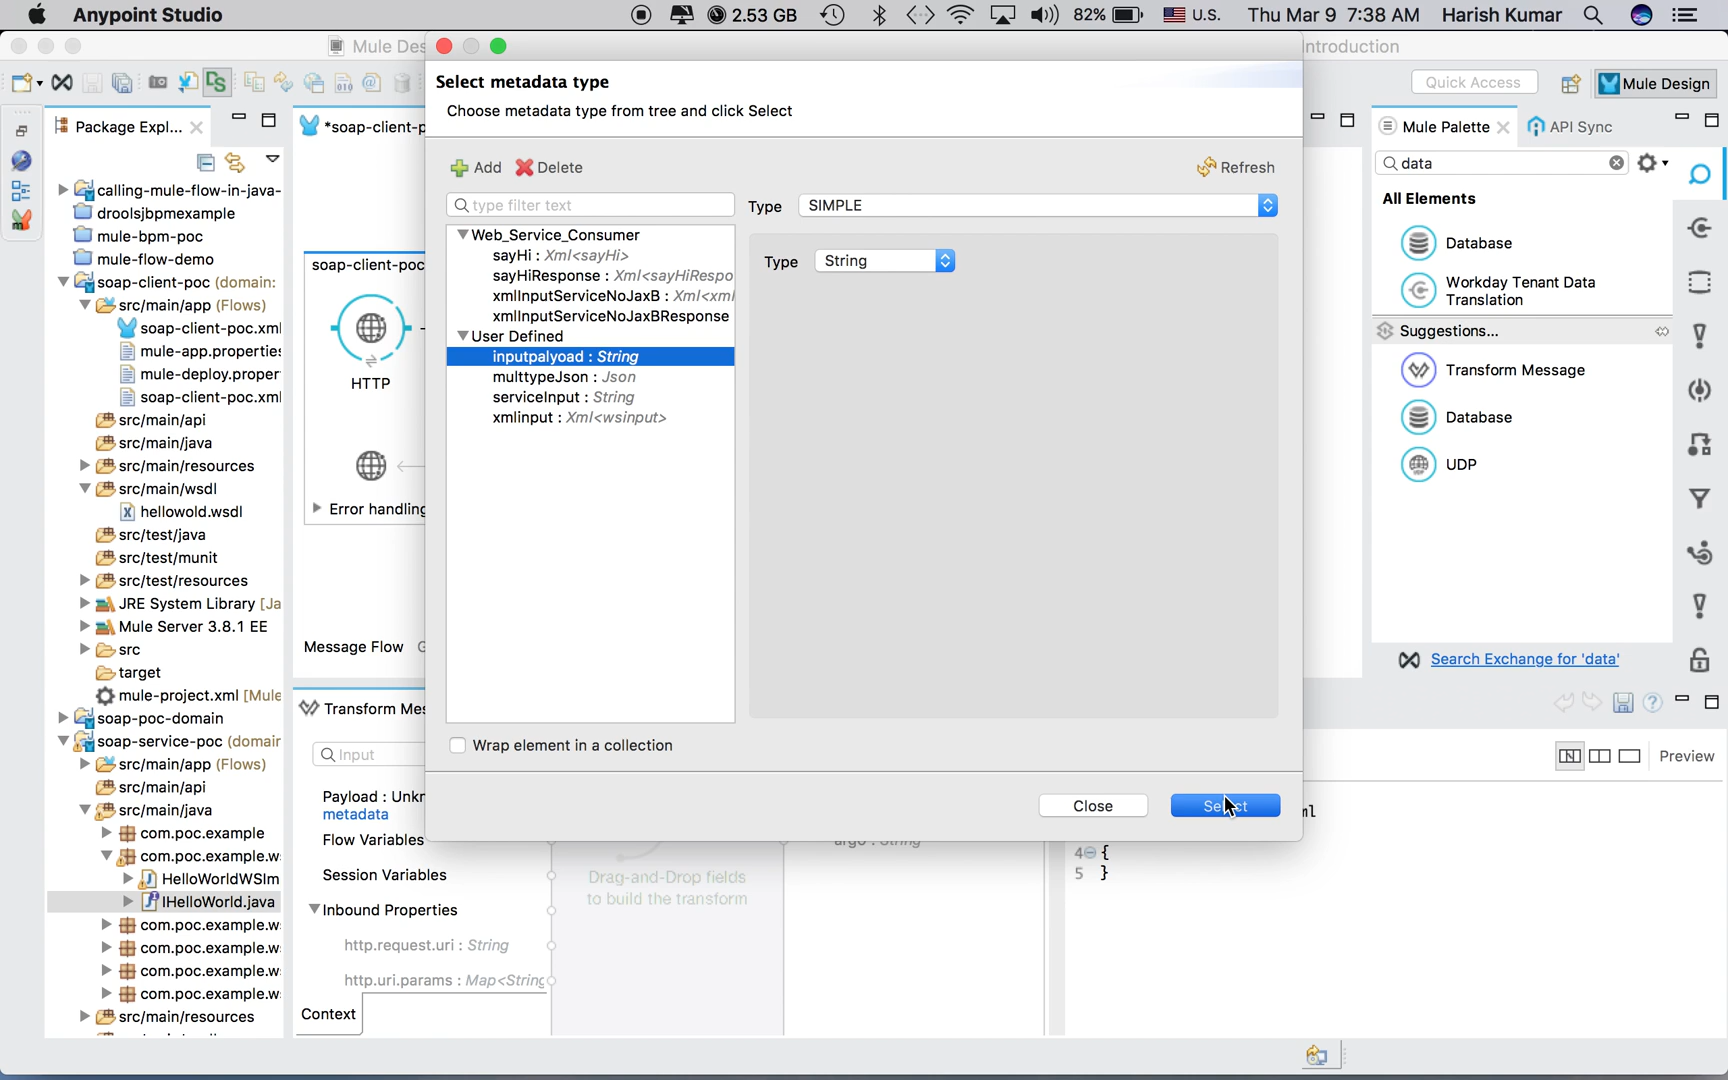 Anypoint Studio
2.53 GB
82%
U.S.
Thu Mar 9 7:38 AM
Harish Kumar
Mule Des
Introduction
Quick Access
Mule Design
Package Expl...
*soap-client-p
calling-mule-flow-in-java-
droolsjbpmexample
mule-bpm-poc
mule-flow-demo
soap-client-poc (domain:
src/main/app (Flows)
soap-client-poc.xml
mule-app.properties
mule-deploy.proper
soap-client-poc.xml
src/main/api
src/main/java
src/main/resources
src/main/wsdl
hellowold.wsdl
src/test/java
src/test/munit
src/test/resources
JRE System Library [Ja
Mule Server 3.8.1 EE
src
target
mule-project.xml [Mule
soap-poc-domain
soap-service-poc (domain
src/main/app (Flows)
src/main/api
src/main/java
com.poc.example
com.poc.example.w
HelloWorldWSIm
IHelloWorld.java
com.poc.example.w
com.poc.example.w
com.poc.example.w
com.poc.example.w
src/main/resources
soap-client-poc
HTTP
Error handling
Message Flow
Transform Mes
Input
Payload : Unkr
metadata
Flow Variables
Session Variables
Inbound Properties
http.request.uri : String
http.uri.params : Map<String
Context
Drag-and-Drop fields
to build the transform
Select metadata type
Choose metadata type from tree and click Select
Add
Delete
Refresh
type filter text
Type
SIMPLE
Web_Service_Consumer
sayHi : Xml<sayHi>
sayHiResponse : Xml<sayHiRespo
xmlInputServiceNoJaxB : Xml<xml
xmlInputServiceNoJaxBResponse
User Defined
inputpalyoad : String
multtypeJson : Json
serviceInput : String
xmlinput : Xml<wsinput>
Type
String
Wrap element in a collection
Close
Select
4 {
5 }
Mule Palette
API Sync
data
All Elements
Database
Workday Tenant Data
Translation
Suggestions...
Transform Message
Database
UDP
Search Exchange for 'data'
Preview